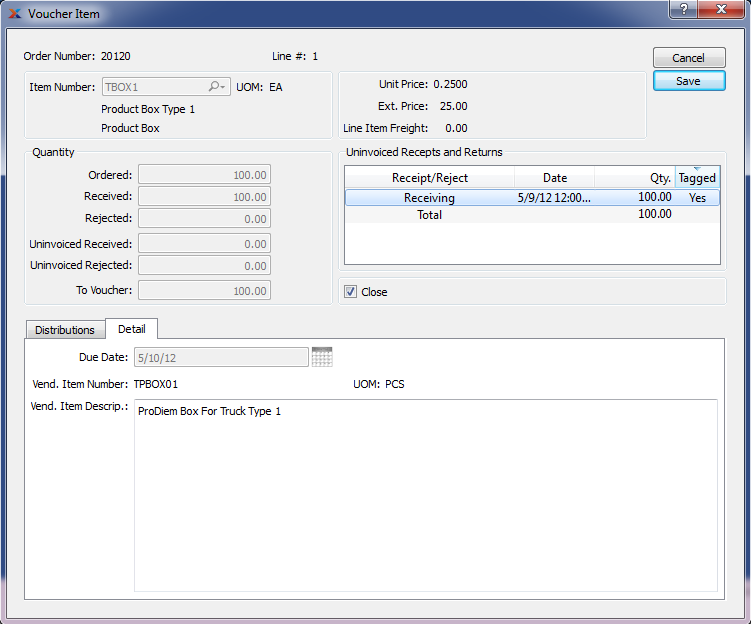 Voucher Item
Order Number: 20120 Line #: 1
Cancel
Save
Item Number: TBOX1 UOM: EA
Product Box Type 1
Product Box
Unit Price: 0.2500
Ext. Price: 25.00
Line Item Freight: 0.00
Quantity
Ordered: 100.00
Received: 100.00
Rejected: 0.00
Uninvoiced Received: 0.00
Uninvoiced Rejected: 0.00
To Voucher: 100.00
Uninvoiced Recepts and Returns
Receipt/Reject Date Qty. Tagged
Receiving 5/9/12 12:00... 100.00 Yes
Total 100.00
Close
Distributions Detail
Due Date: 5/10/12
Vend. Item Number: TPBOX01 UOM: PCS
Vend. Item Descrip.: ProDiem Box For Truck Type 1